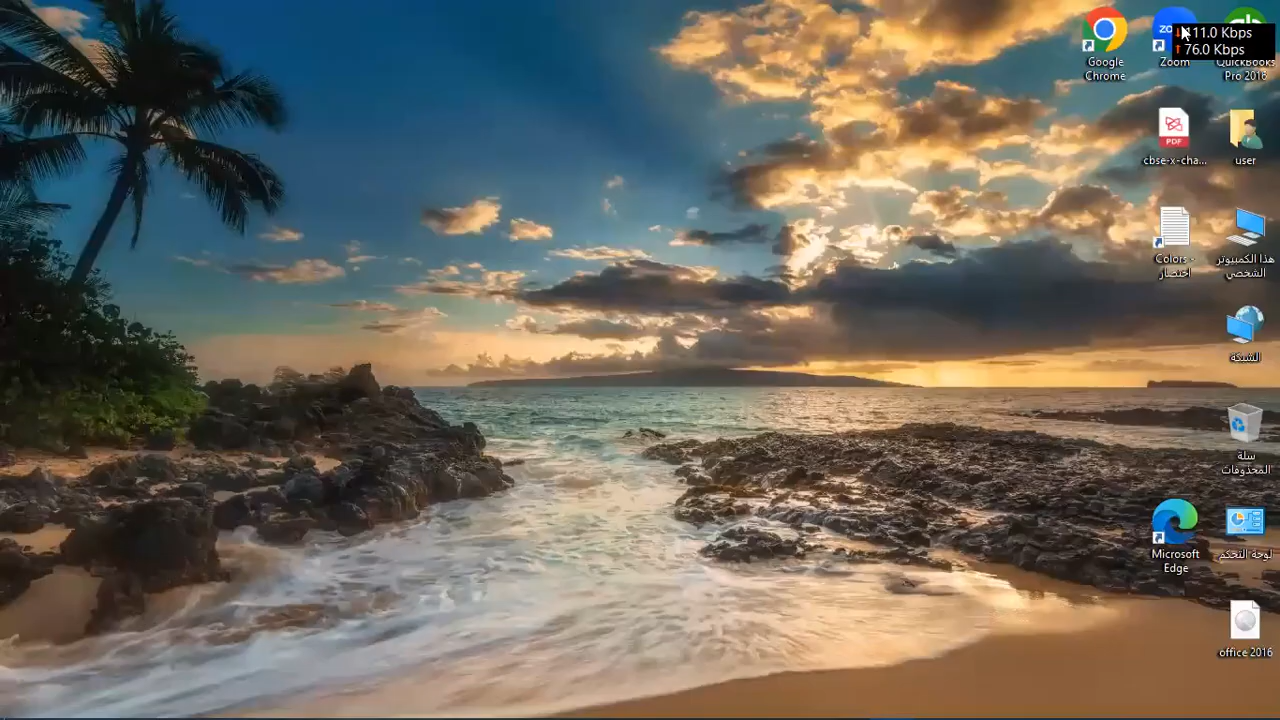 Google
Chrome
Zoom
QuickBooks
Pro 2016
11.0 Kbps
76.0 Kbps
PDF
cbse-x-cha...
user
Colors -
اختصار
هذا الكمبيوتر
الشخصي
الشبكة
سلة
المحذوفات
Microsoft
Edge
لوحة التحكم
office 2016